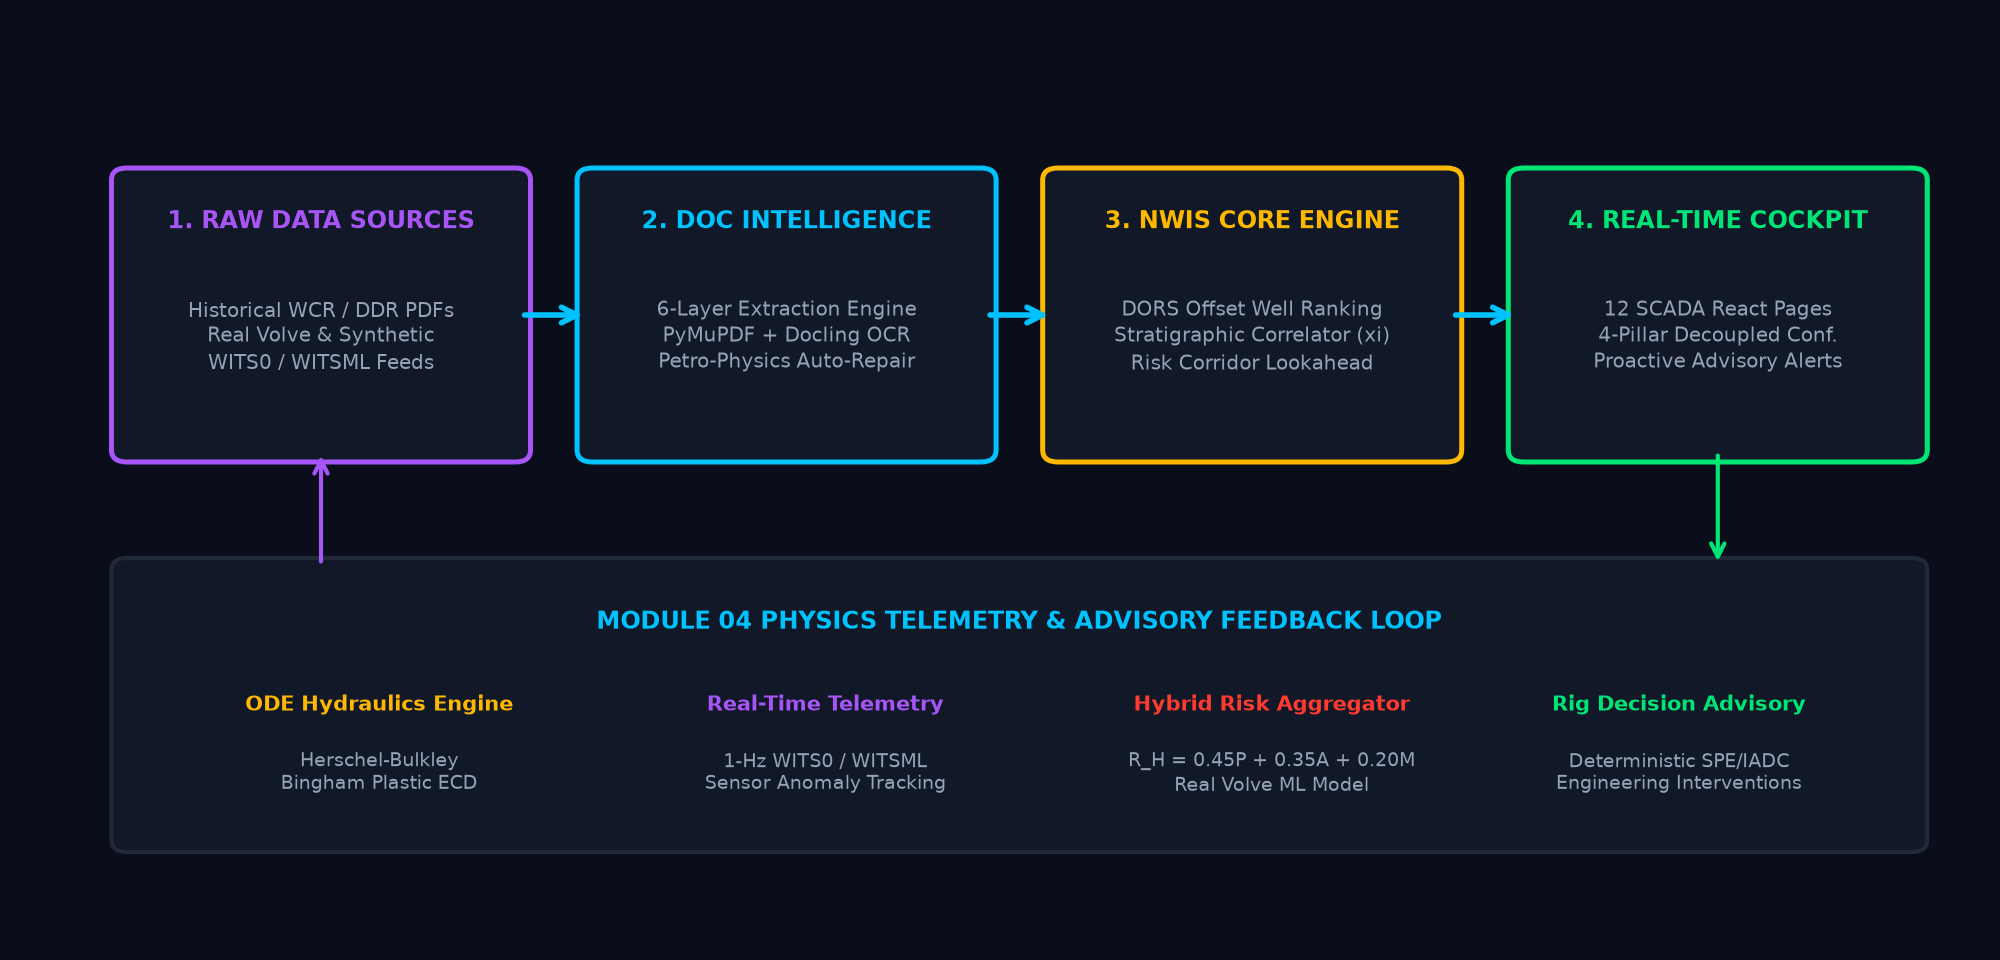 1. RAW DATA SOURCES
Historical WCR / DDR PDFs
Real Volve & Synthetic
WITS0 / WITSML Feeds
2. DOC INTELLIGENCE
6-Layer Extraction Engine
PyMuPDF + Docling OCR
Petro-Physics Auto-Repair
3. NWIS CORE ENGINE
DORS Offset Well Ranking
Stratigraphic Correlator (xi)
Risk Corridor Lookahead
4. REAL-TIME COCKPIT
12 SCADA React Pages
4-Pillar Decoupled Conf.
Proactive Advisory Alerts
MODULE 04 PHYSICS TELEMETRY & ADVISORY FEEDBACK LOOP
ODE Hydraulics Engine
Herschel-Bulkley
Bingham Plastic ECD
Real-Time Telemetry
1-Hz WITS0 / WITSML
Sensor Anomaly Tracking
Hybrid Risk Aggregator
R_H = 0.45P + 0.35A + 0.20M
Real Volve ML Model
Rig Decision Advisory
Deterministic SPE/IADC
Engineering Interventions